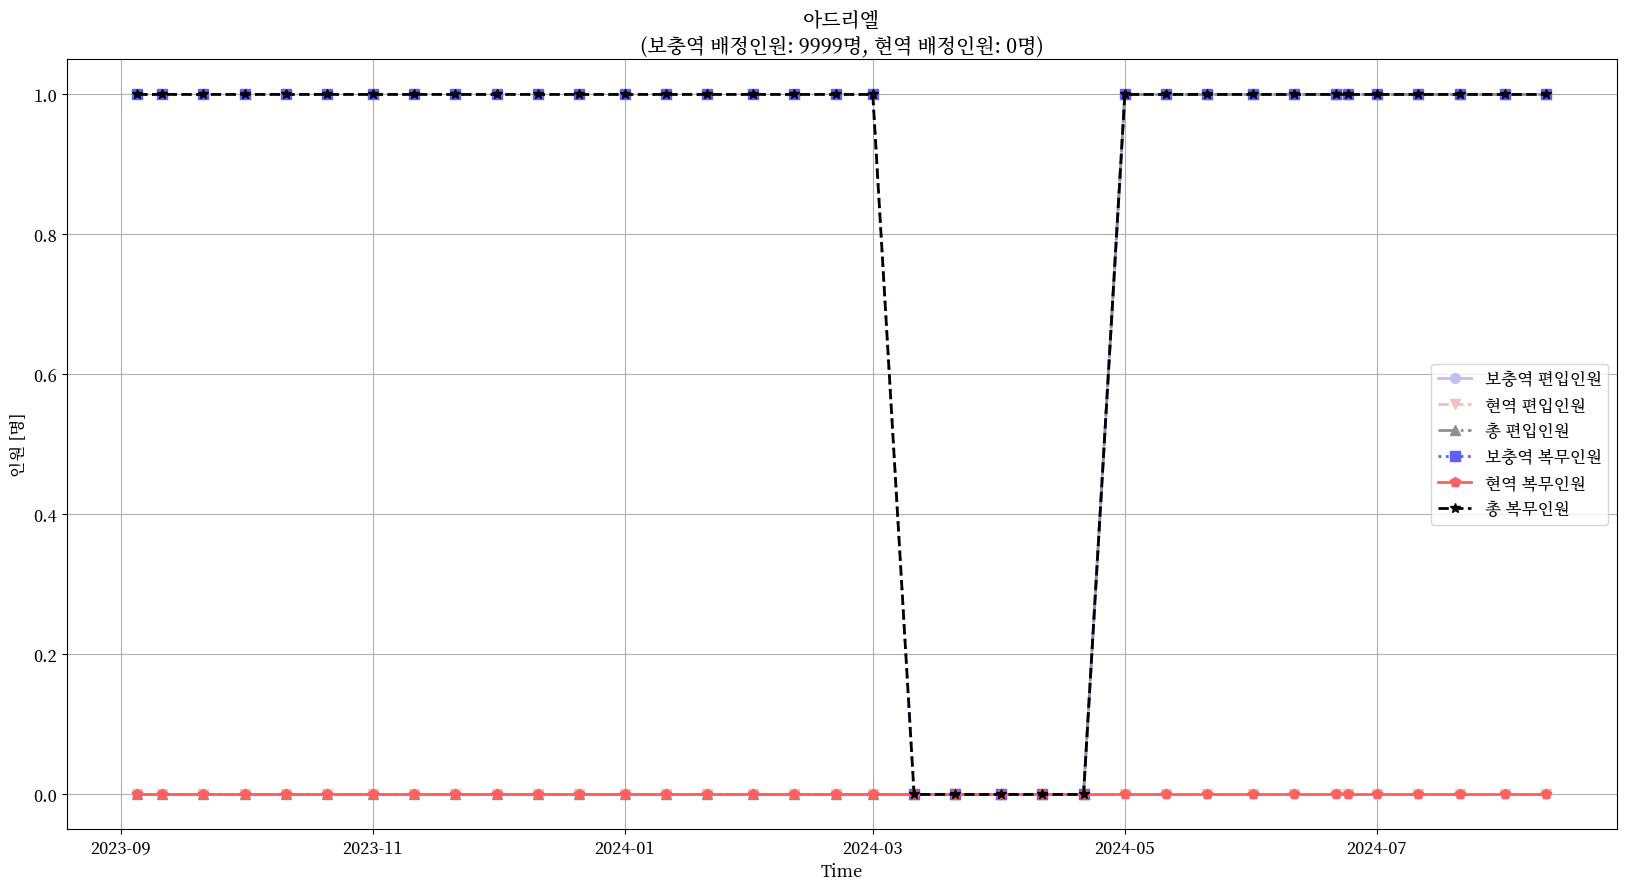 아드리엘
(보충역 배정인원: 9999명, 현역 배정인원: 0명)
인원 [명]
1.0
0.8
0.6
0.4
0.2
0.0
보충역 편입인원
현역 편입인원
총 편입인원
보충역 복무인원
현역 복무인원
총 복무인원
2023-09
2023-11
2024-01
2024-03
2024-05
2024-07
Time